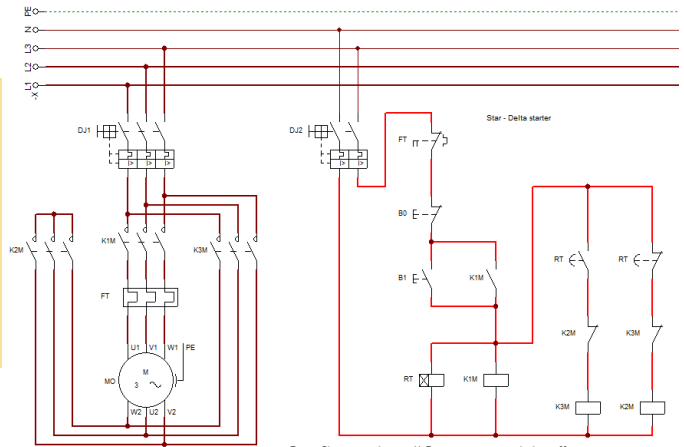 PE
N
L3
L2
L1
-X
DJ1
I> I> I>
DJ2
I> I>
FT
Star - Delta starter
B0
K2M
K1M
K3M
B1
K1M
RT
RT
FT
K2M
K3M
U1 V1 W1 PE
M
3
MO
RT
K1M
K3M
K2M
W2 U2 V2